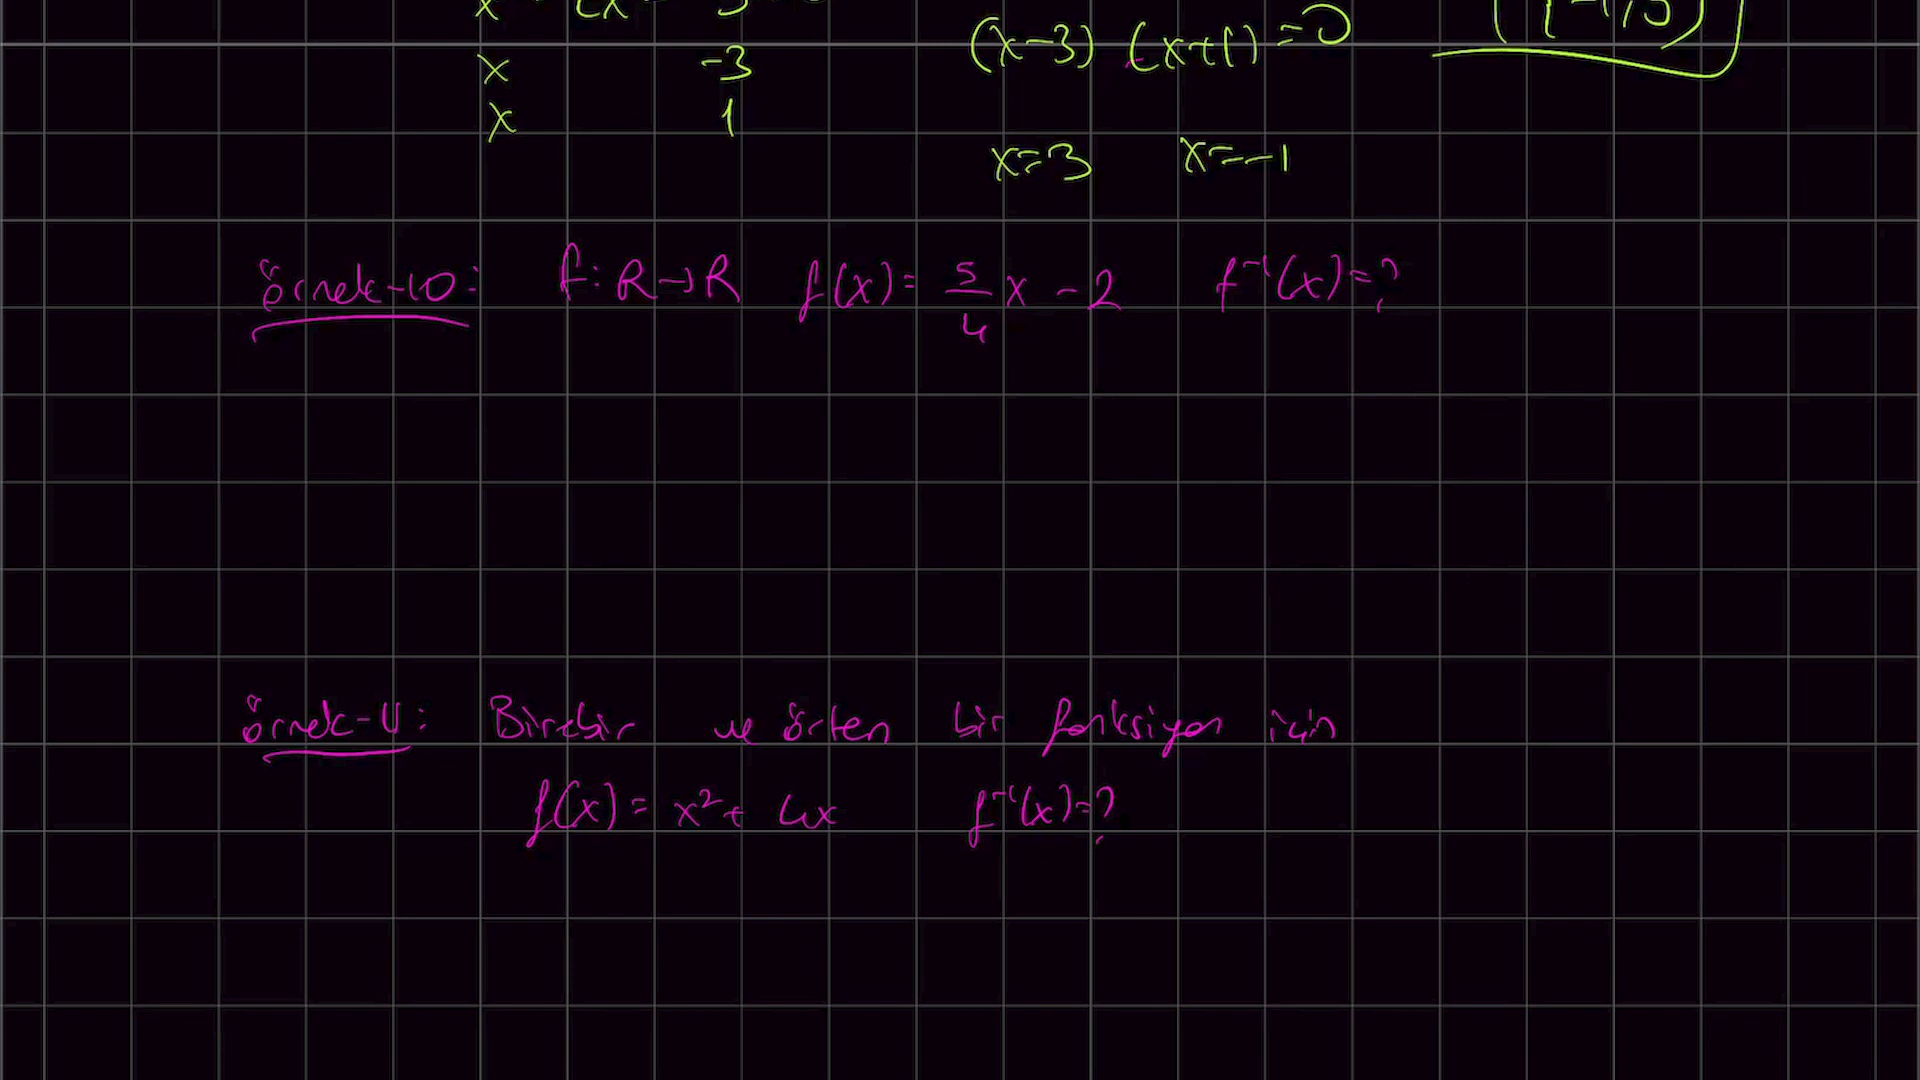 x -3
(x-3) (x+1) = 0
x 1
x=3 x=-1
örnek-10: f: R→R f(x) = 5/4 x - 2 f⁻¹(x)=?
örnek-11: Birebir ve örten bir fonksiyon için
f(x) = x² + 4x f⁻¹(x)=?